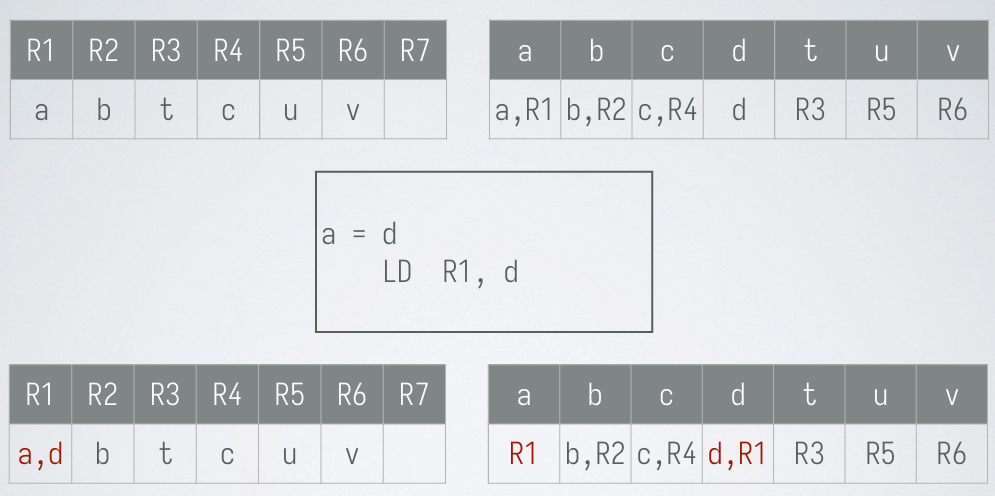 R1 R2 R3 R4 R5 R6 R7
a b t c u v
a b c d t u v
a,R1 b,R2 c,R4 d R3 R5 R6
a = d
LD R1, d
R1 R2 R3 R4 R5 R6 R7
a,d b t c u v
a b c d t u v
R1 b,R2 c,R4 d,R1 R3 R5 R6